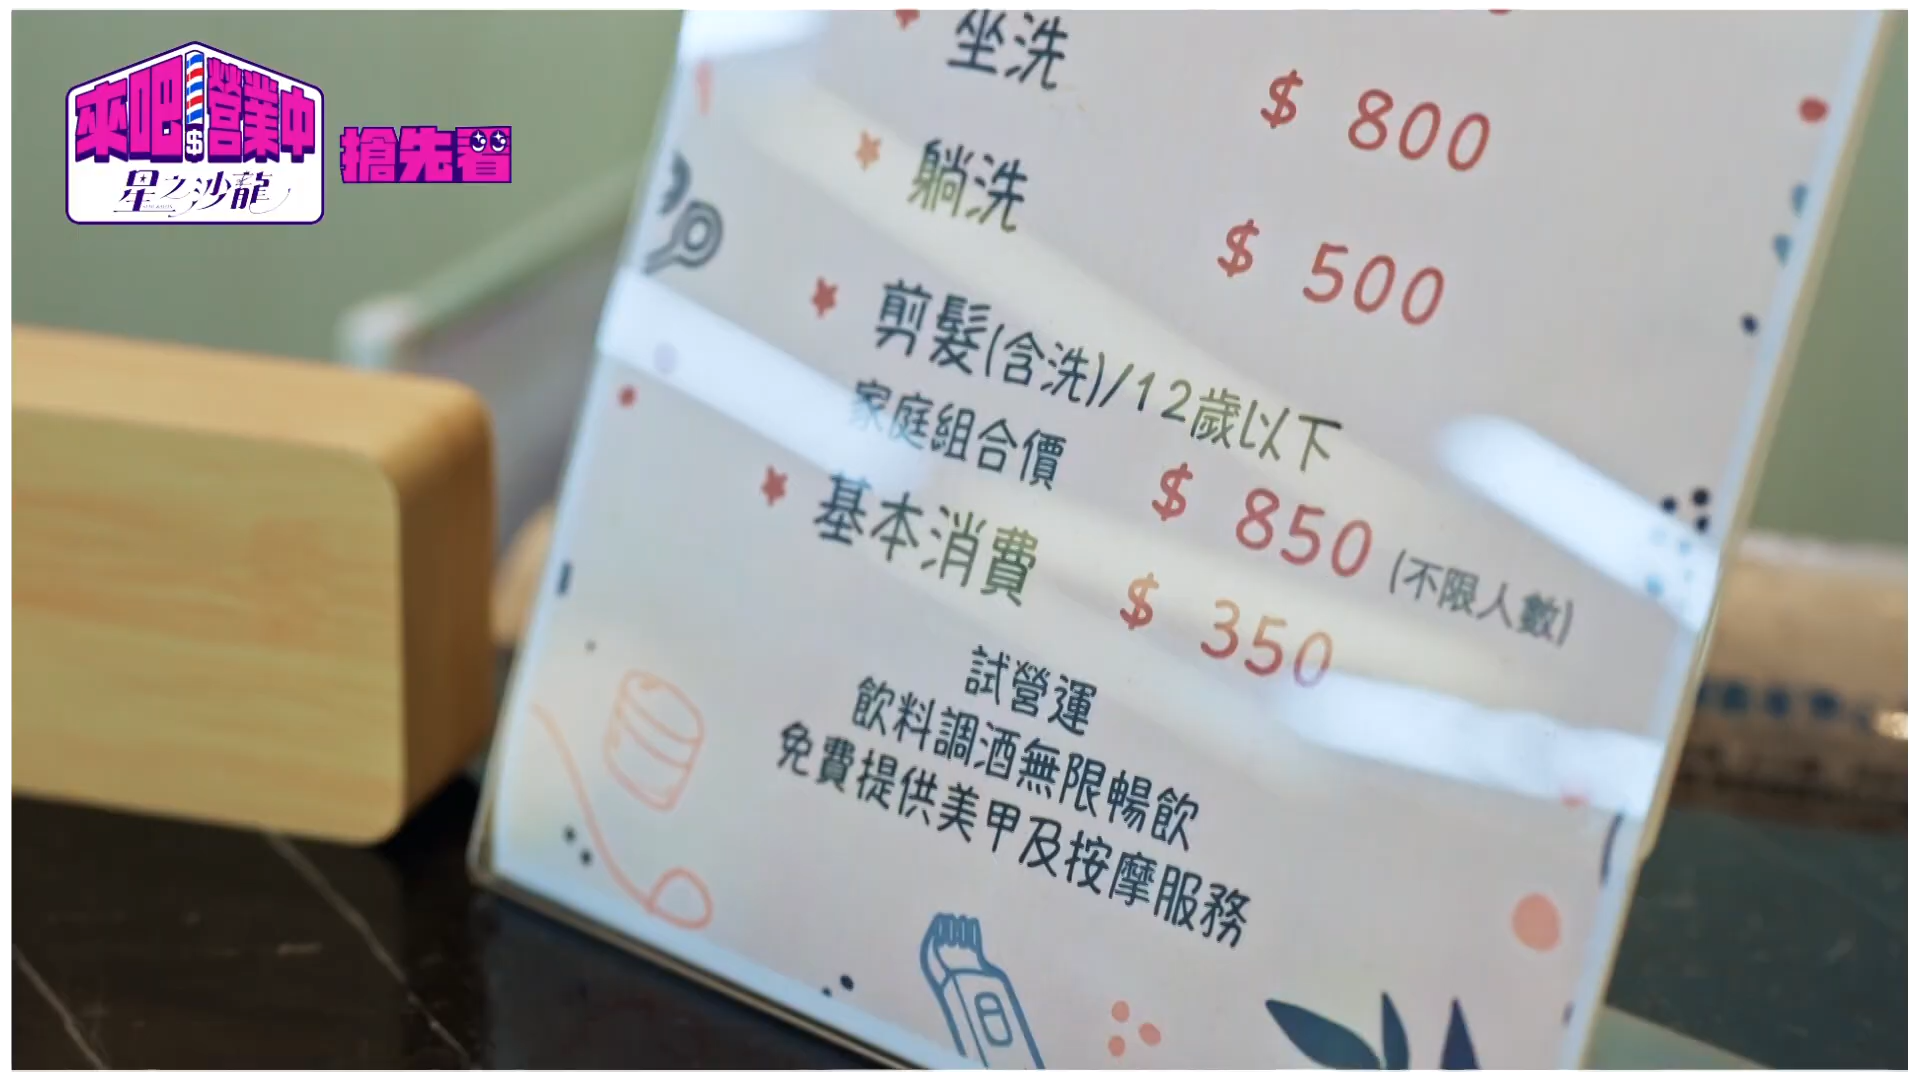 來吧$營業中
星之沙龍
搶先看
坐洗 $ 800
躺洗 $ 500
剪髮(含洗)/12歲以下
家庭組合價 $ 850 (不限人數)
基本消費 $ 350
試營運
飲料調酒無限暢飲
免費提供美甲及按摩服務